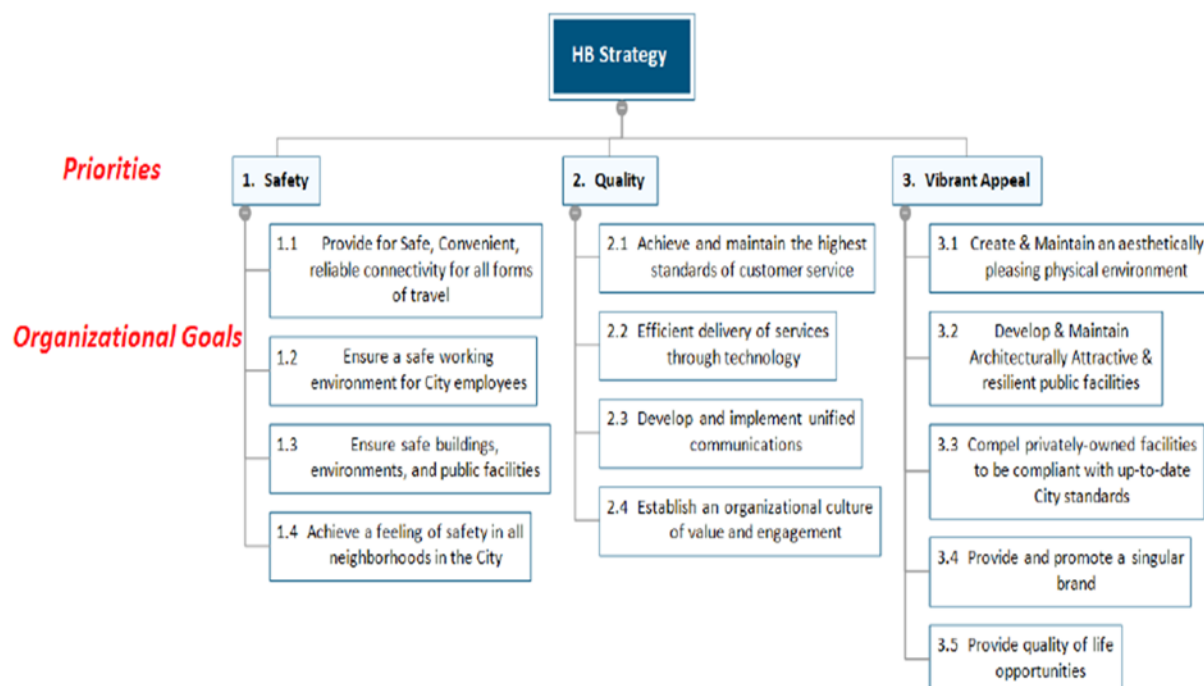 HB Strategy
Priorities
1. Safety
2. Quality
3. Vibrant Appeal
Organizational Goals
1.1 Provide for Safe, Convenient,
reliable connectivity for all forms
of travel
1.2 Ensure a safe working
environment for City employees
1.3 Ensure safe buildings,
environments, and public facilities
1.4 Achieve a feeling of safety in all
neighborhoods in the City
2.1 Achieve and maintain the highest
standards of customer service
2.2 Efficient delivery of services
through technology
2.3 Develop and implement unified
communications
2.4 Establish an organizational culture
of value and engagement
3.1 Create & Maintain an aesthetically
pleasing physical environment
3.2 Develop & Maintain
Architecturally Attractive &
resilient public facilities
3.3 Compel privately-owned facilities
to be compliant with up-to-date
City standards
3.4 Provide and promote a singular
brand
3.5 Provide quality of life
opportunities